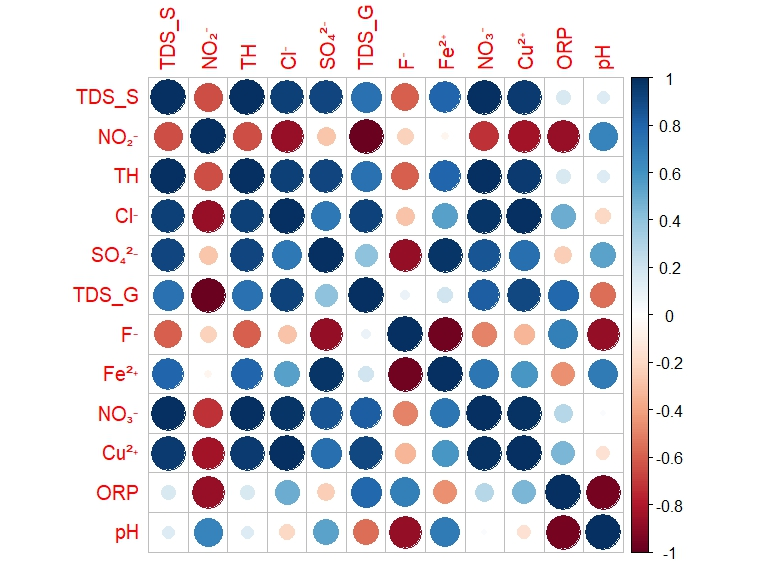 TDS_S NO₂⁻ TH Cl⁻ SO₄²⁻ TDS_G F⁻ Fe²⁺ NO₃⁻ Cu²⁺ ORP pH
TDS_S
NO₂⁻
TH
Cl⁻
SO₄²⁻
TDS_G
F⁻
Fe²⁺
NO₃⁻
Cu²⁺
ORP
pH
1
0.8
0.6
0.4
0.2
0
-0.2
-0.4
-0.6
-0.8
-1